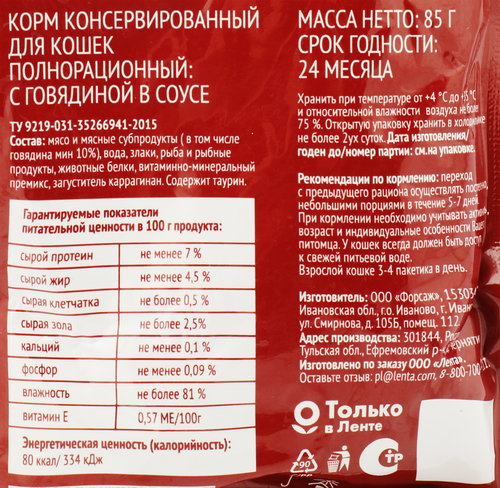 КОРМ КОНСЕРВИРОВАННЫЙ
ДЛЯ КОШЕК
ПОЛНОРАЦИОННЫЙ:
С ГОВЯДИНОЙ В СОУСЕ
ТУ 9219-031-35266941-2015
Состав: мясо и мясные субпродукты ( в том числе
говядина мин 10%), вода, злаки, рыба и рыбные
продукты, животные белки, витаминно-минеральный
премикс, загуститель каррагинан. Содержит таурин.
Гарантируемые показатели
питательной ценности в 100 г продукта:
сырой протеин не менее 7 %
сырой жир не менее 4,5 %
сырая клетчатка не более 0,5 %
сырая зола не более 2,5%
кальций не менее 0,1 %
фосфор не менее 0,09 %
влажность не более 81 %
витамин Е 0,57 МЕ/100г
Энергетическая ценность (калорийность):
80 ккал/ 334 кДж
МАССА НЕТТО: 85 Г
СРОК ГОДНОСТИ:
24 МЕСЯЦА
Хранить при температуре от +4 °С до
и относительной влажности воздуха не более
75 %. Открытую упаковку хранить в
не более 2ух суток. Дата изготовления/
годен до/номер партии: см.на упаковке.
Рекомендации по кормлению: переход
с предыдущего рациона осуществлять
небольшими порциями в течение 5-7 дней.
При кормлении необходимо учитывать
возраст и индивидуальные особенности
питомца. У кошек всегда должен быть доступ
к свежей питьевой воде.
Взрослой кошке 3-4 пакетика в день.
Изготовитель: ООО "Форсаж",
Ивановская обл., г.о. Иваново, г.
ул. Смирнова, д. 105Б, помещ. 112.
Адрес производства: 301844,
Тульская обл., Ефремовский
Изготовлено по заказу ООО "Лента".
Оставьте отзыв: pl@lenta.com,
Только
в Ленте
90
C/PP
СТР